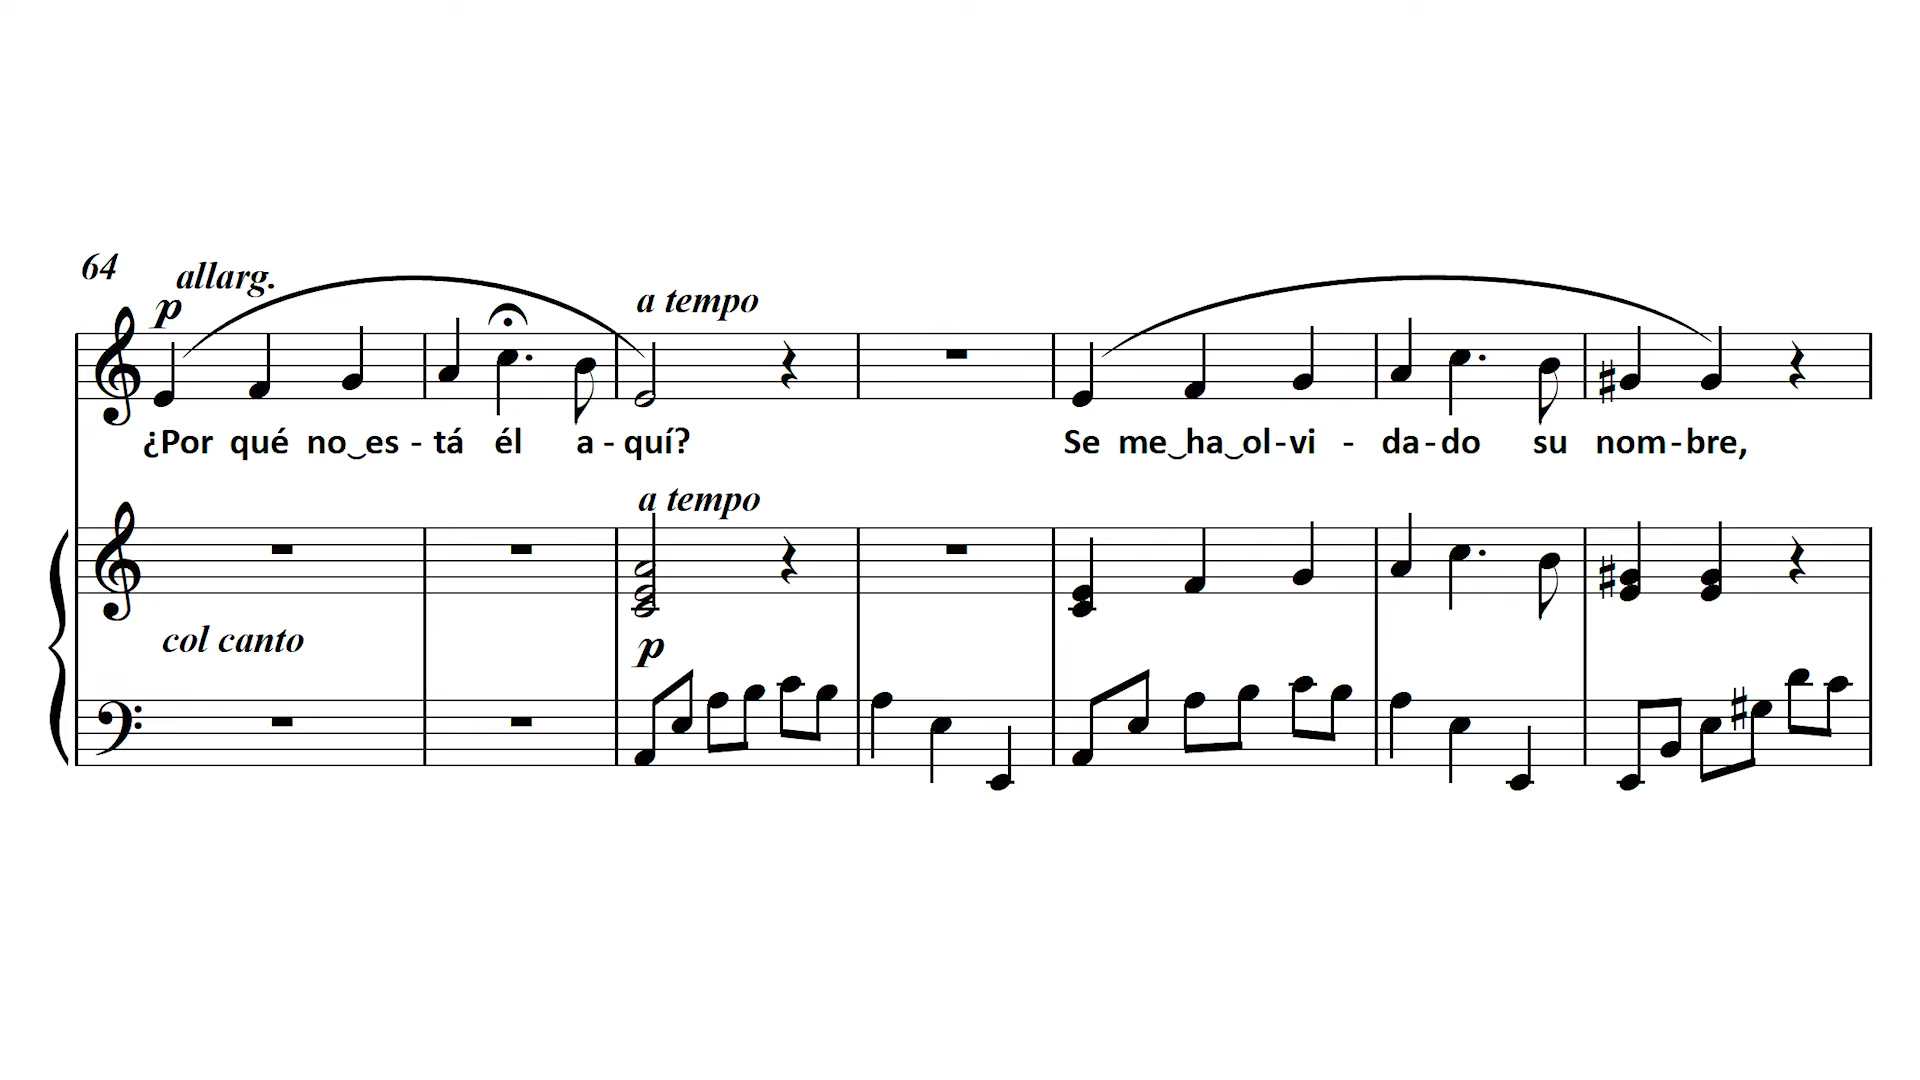 64
allarg.
p
a tempo
¿Por qué no‿es - tá él a - quí? Se me‿ha‿ol - vi - da - do su nom - bre,
a tempo
col canto
p